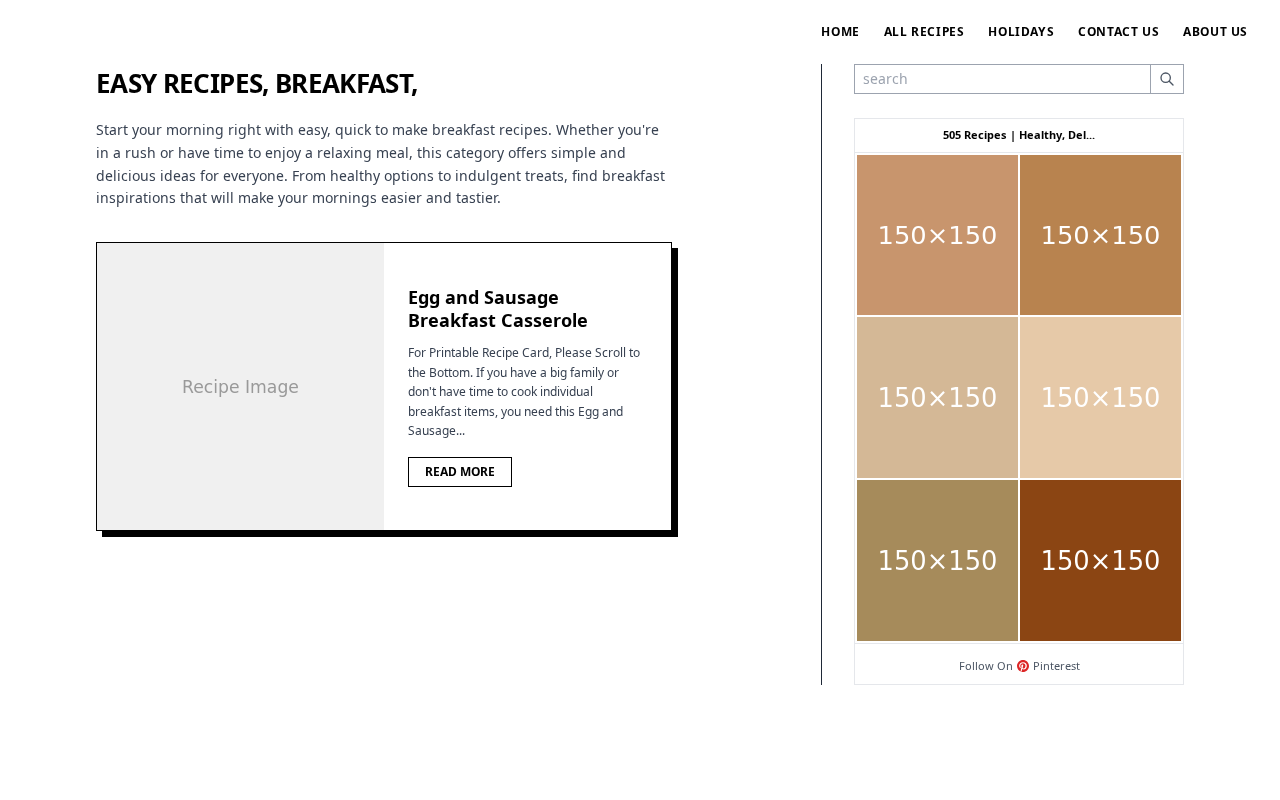 HOME ALL RECIPES HOLIDAYS CONTACT US ABOUT US
EASY RECIPES, BREAKFAST,
Start your morning right with easy, quick to make breakfast recipes. Whether you're
in a rush or have time to enjoy a relaxing meal, this category offers simple and
delicious ideas for everyone. From healthy options to indulgent treats, find breakfast
inspirations that will make your mornings easier and tastier.
Recipe Image
Egg and Sausage
Breakfast Casserole
For Printable Recipe Card, Please Scroll to
the Bottom. If you have a big family or
don't have time to cook individual
breakfast items, you need this Egg and
Sausage...
READ MORE
search
505 Recipes | Healthy, Del...
150×150 150×150
150×150 150×150
150×150 150×150
Follow On Pinterest